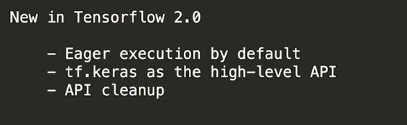 New in Tensorflow 2.0
- Eager execution by default
- tf.keras as the high-level API
- API cleanup